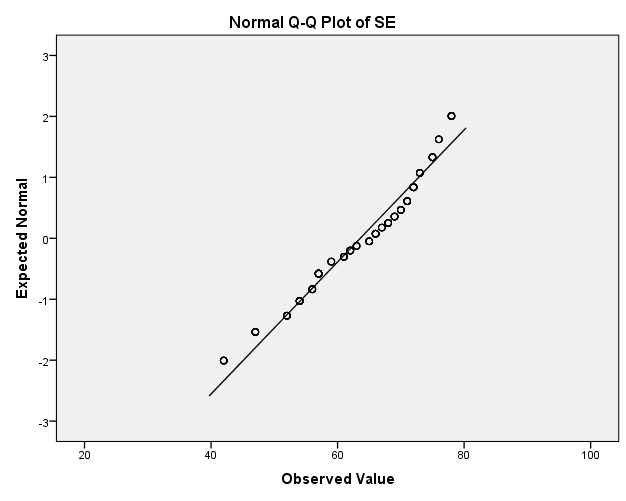 Normal Q-Q Plot of SE
3
2
1
0
-1
-2
-3
Expected Normal
20 40 60 80 100
Observed Value